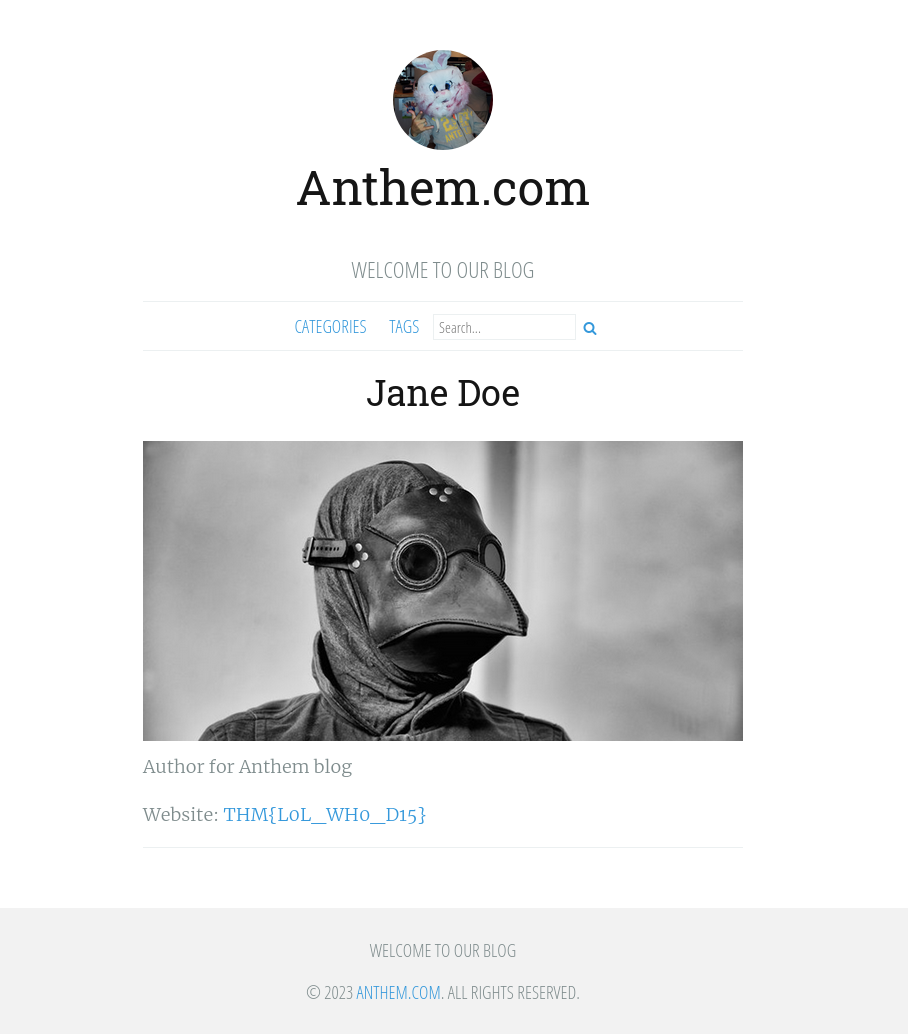 Anthem.com
WELCOME TO OUR BLOG
CATEGORIES TAGS Search...
Jane Doe
Author for Anthem blog
Website: THM{L0L_WH0_D15}
WELCOME TO OUR BLOG
© 2023 ANTHEM.COM. ALL RIGHTS RESERVED.